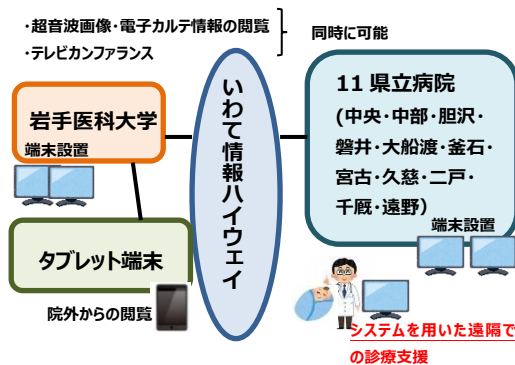 ・超音波画像・電子カルテ情報の閲覧
・テレビカンファランス
同時に可能
岩手医科大学
端末設置
タブレット端末
院外からの閲覧
いわて情報ハイウェイ
11 県立病院
(中央・中部・胆沢・
磐井・大船渡・釜石・
宮古・久慈・二戸・
千厩・遠野)
端末設置
システムを用いた遠隔で
の診療支援